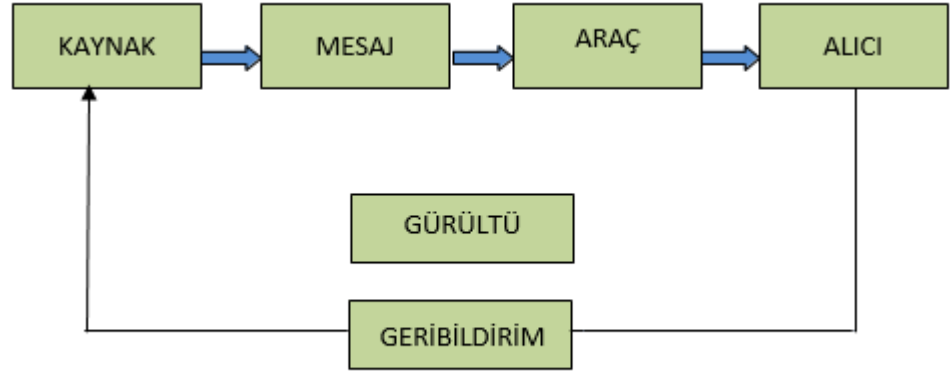 KAYNAK
MESAJ
ARAÇ
ALICI
GÜRÜLTÜ
GERİBİLDİRİM